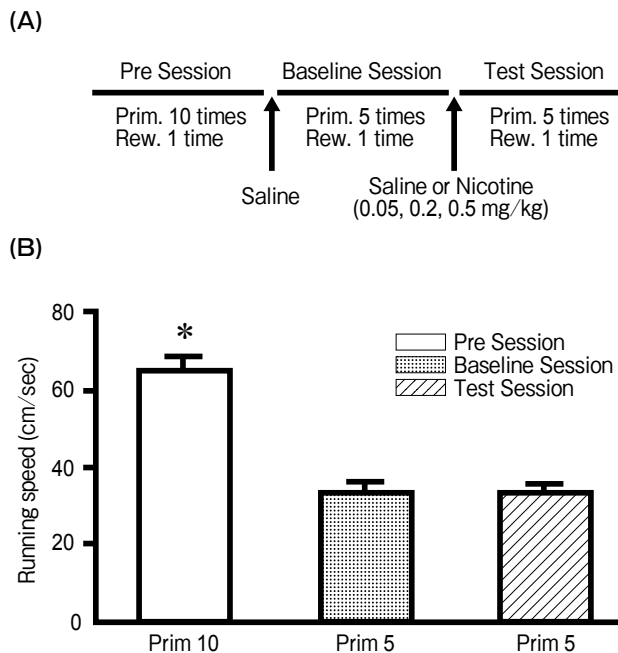 (A)
Pre Session Baseline Session Test Session
Prim. 10 times Prim. 5 times Prim. 5 times
Rew. 1 time Rew. 1 time Rew. 1 time
Saline Saline or Nicotine
(0.05, 0.2, 0.5 mg/kg)
(B)
Running speed (cm/sec)
80
60
40
20
0
*
Pre Session
Baseline Session
Test Session
Prim 10 Prim 5 Prim 5